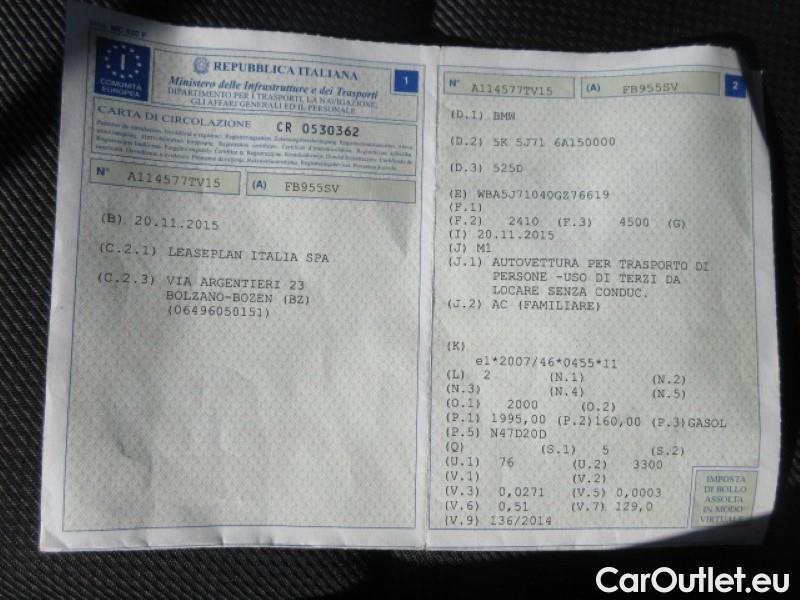 MC 820 F
I
COMUNITÀ
EUROPEA
REPUBBLICA ITALIANA
1
Ministero delle Infrastrutture e dei Trasporti
DIPARTIMENTO PER I TRASPORTI, LA NAVIGAZIONE,
GLI AFFARI GENERALI ED IL PERSONALE
CARTA DI CIRCOLAZIONE CR 0530362
N° A114577TV15 (A) FB955SV
(B) 20.11.2015
(C.2.1) LEASEPLAN ITALIA SPA
(C.2.3) VIA ARGENTIERI 23
BOLZANO-BOZEN (BZ)
(06496050151)
N° A114577TV15 (A) FB955SV 2
(D.1) BMW
(D.2) 5K 5J71 6A150000
(D.3) 525D
(E) WBA5J71040GZ76619
(F.1)
(F.2) 2410 (F.3) 4500 (G)
(I) 20.11.2015
(J) M1
(J.1) AUTOVETTURA PER TRASPORTO DI
PERSONE -USO DI TERZI DA
LOCARE SENZA CONDUC.
(J.2) AC (FAMILIARE)
(K)
e1*2007/46*0455*11
(L) 2 (N.1) (N.2)
(N.3) (N.4) (N.5)
(O.1) 2000 (O.2)
(P.1) 1995,00 (P.2)160,00 (P.3)GASOL
(P.5) N47D20D
(Q) (S.1) 5 (S.2)
(U.1) 76 (U.2) 3300
(V.1) (V.2)
(V.3) 0,0271 (V.5) 0,0003
(V.6) 0,51 (V.7) 129,0
(V.9) 136/2014
IMPOSTA
DI BOLLO
ASSOLTA
IN MODO
VIRTUALE
CarOutlet.eu